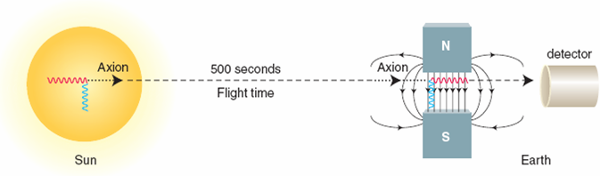 Axion
500 seconds
Flight time
Sun
Axion
N
S
detector
Earth